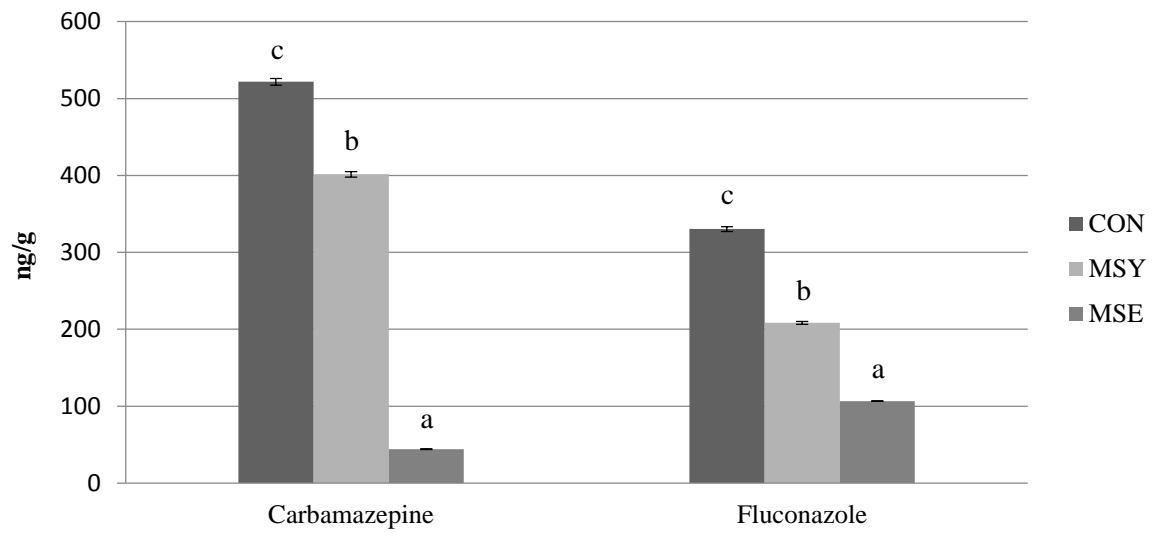 600
500
400
300
200
100
0
ng/g
c
b
a
c
b
a
Carbamazepine
Fluconazole
CON
MSY
MSE